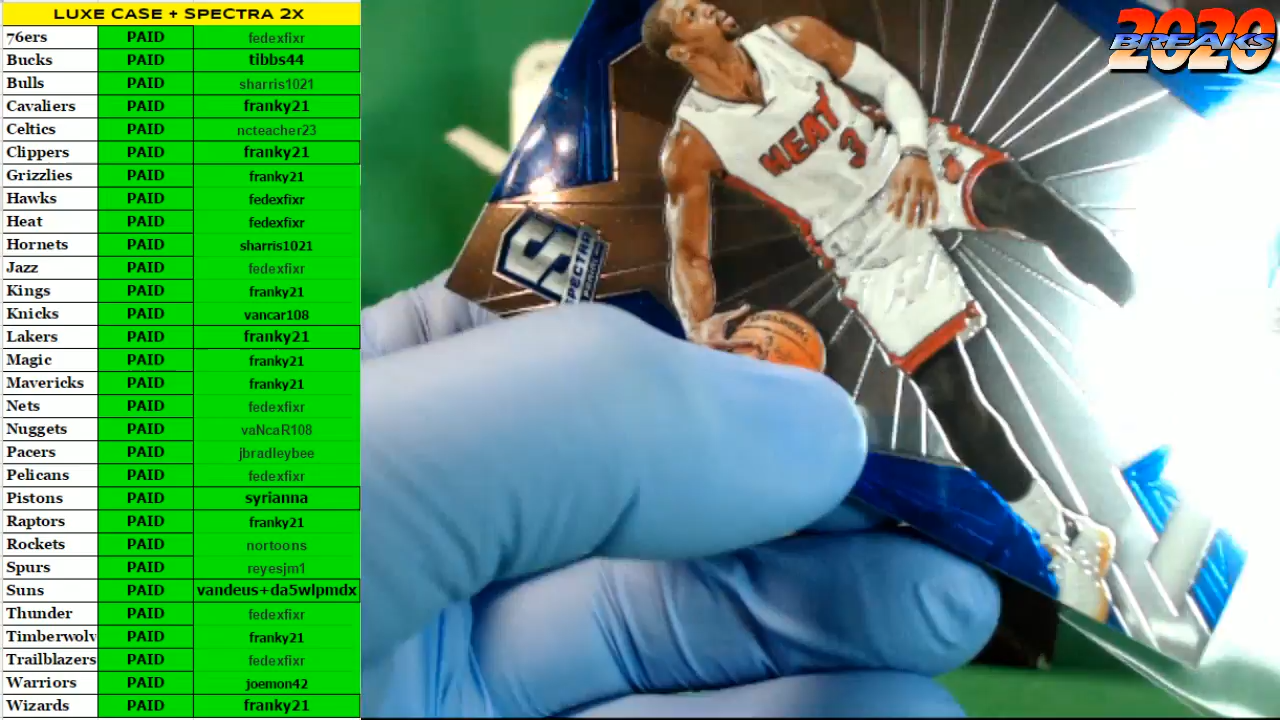 LUXE CASE + SPECTRA 2X
76ers PAID fedexfixr
Bucks PAID tibbs44
Bulls PAID sharris1021
Cavaliers PAID franky21
Celtics PAID ncteacher23
Clippers PAID franky21
Grizzlies PAID franky21
Hawks PAID fedexfixr
Heat PAID fedexfixr
Hornets PAID sharris1021
Jazz PAID fedexfixr
Kings PAID franky21
Knicks PAID vancar108
Lakers PAID franky21
Magic PAID franky21
Mavericks PAID franky21
Nets PAID fedexfixr
Nuggets PAID vaNcaR108
Pacers PAID jbradleybee
Pelicans PAID fedexfixr
Pistons PAID syrianna
Raptors PAID franky21
Rockets PAID nortoons
Spurs PAID reyesjm1
Suns PAID vandeus+da5wlpmdx
Thunder PAID fedexfixr
Timberwolv PAID franky21
Trailblazers PAID fedexfixr
Warriors PAID joemon42
Wizards PAID franky21
2020
BREAKS
HEAT
3
S
SPECTRA
SPALDING